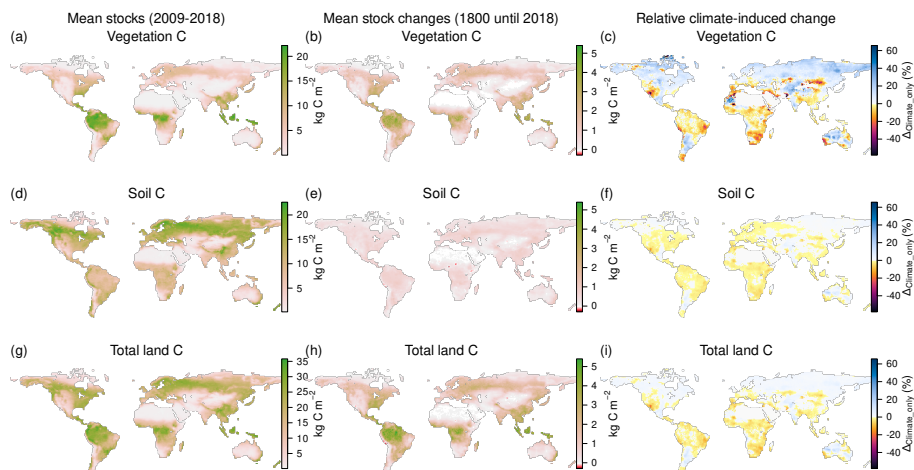 Mean stocks (2009-2018)
Mean stock changes (1800 until 2018)
Relative climate-induced change
(a)
Vegetation C
20
15
10
5
kg C m⁻²
(b)
Vegetation C
5
4
3
2
1
0
kg C m⁻²
(c)
Vegetation C
60
40
20
0
−20
−40
ΔClimate_only (%)
(d)
Soil C
20
15
10
5
kg C m⁻²
(e)
Soil C
5
4
3
2
1
0
kg C m⁻²
(f)
Soil C
60
40
20
0
−20
−40
ΔClimate_only (%)
(g)
Total land C
35
30
25
20
15
10
5
kg C m⁻²
(h)
Total land C
5
4
3
2
1
0
kg C m⁻²
(i)
Total land C
60
40
20
0
−20
−40
ΔClimate_only (%)